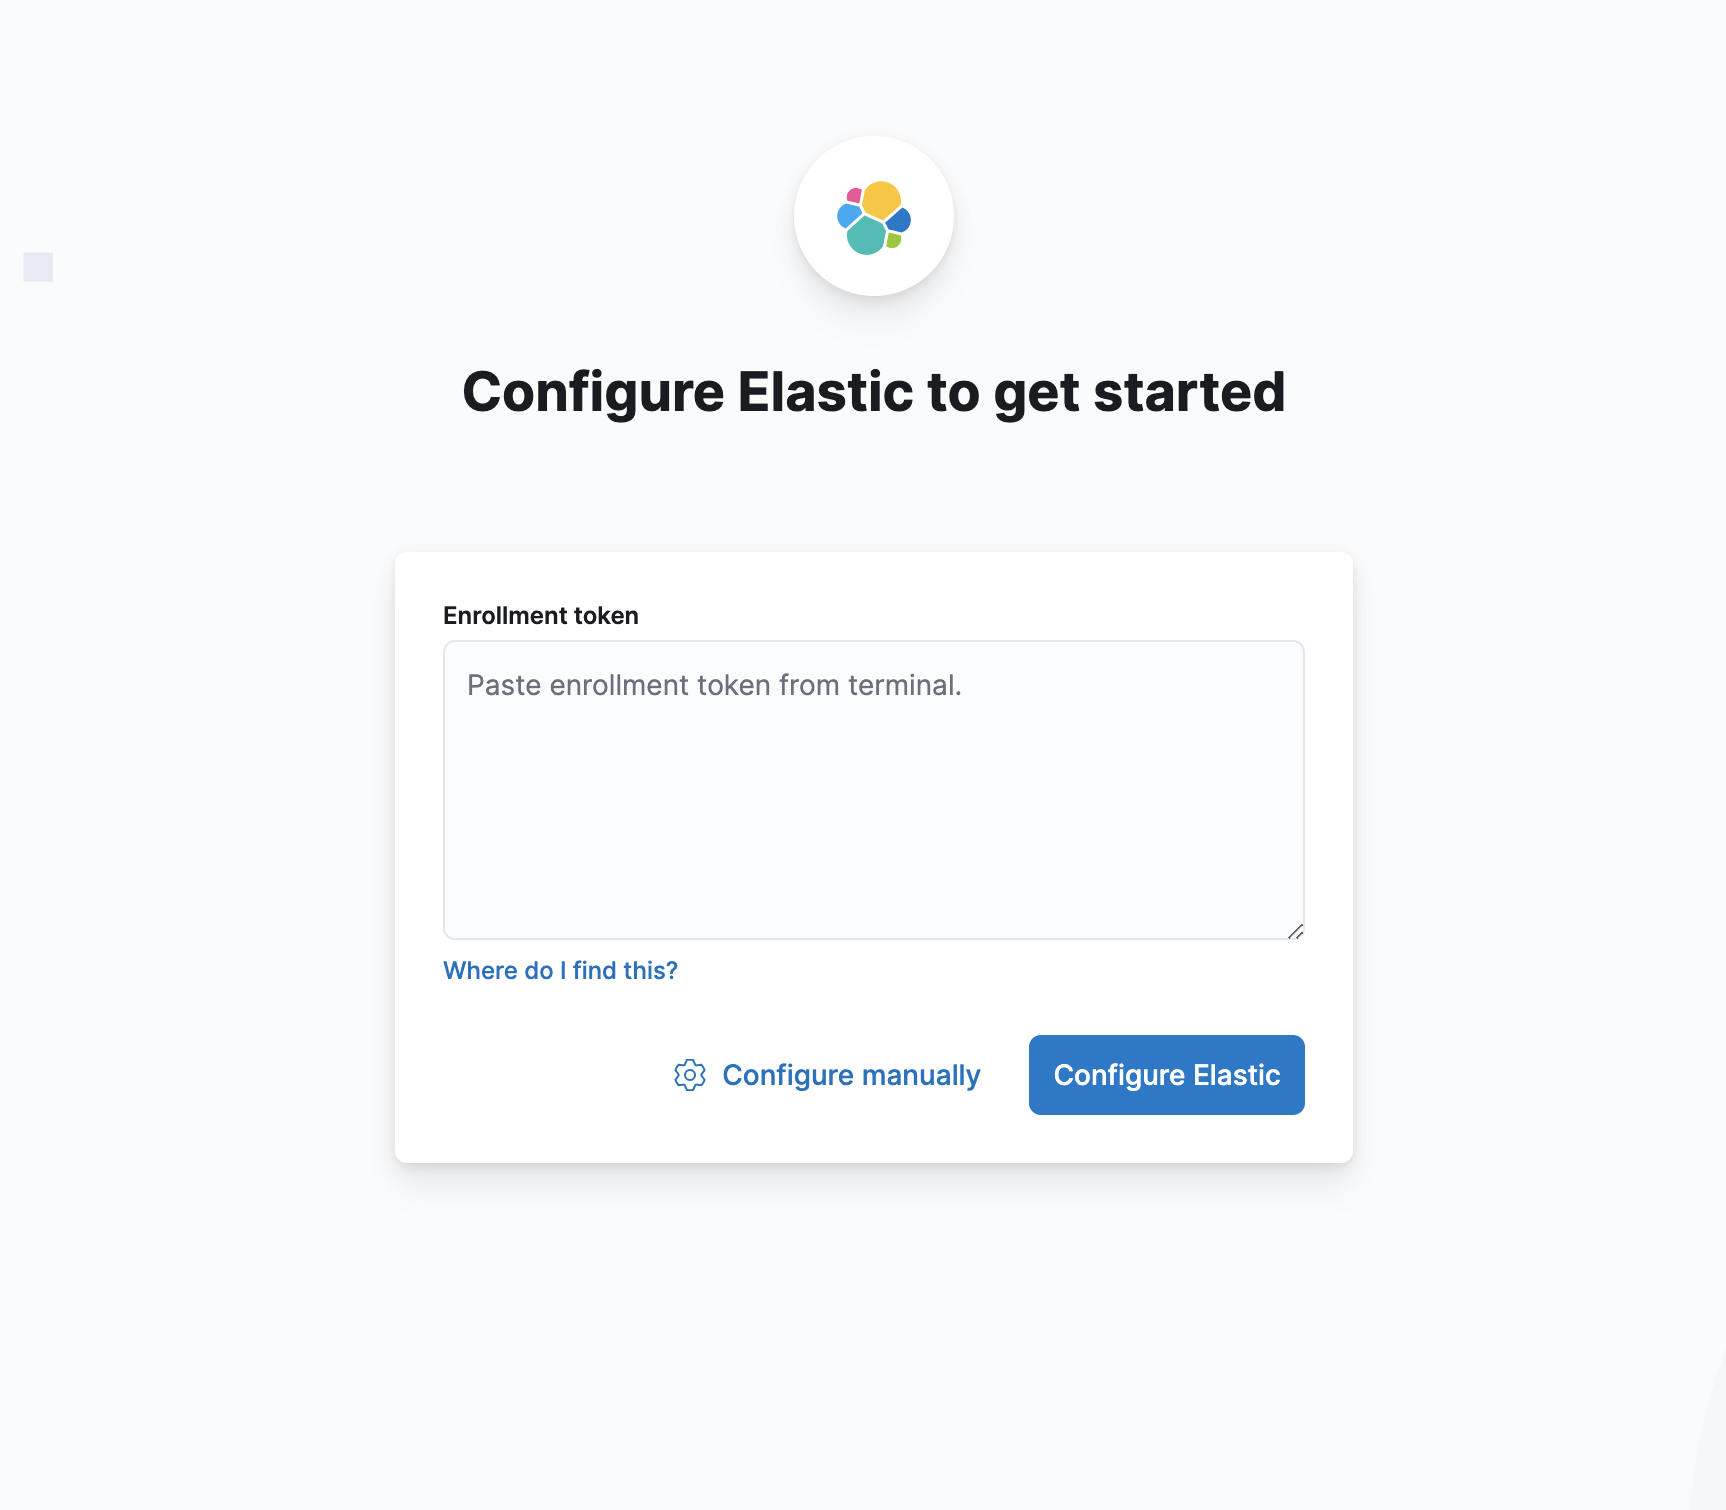 Configure Elastic to get started
Enrollment token
Paste enrollment token from terminal.
Where do I find this?
Configure manually
Configure Elastic